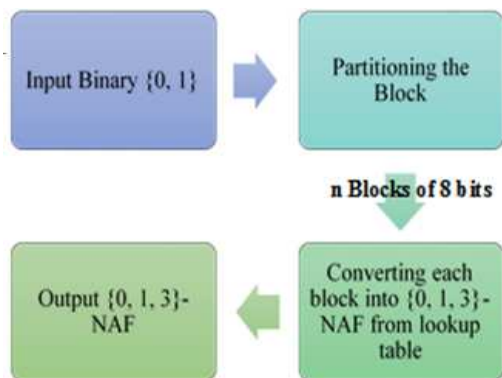 Input Binary {0, 1}
Partitioning the
Block
n Blocks of 8 bits
Converting each
block into {0, 1, 3}-
NAF from lookup
table
Output {0, 1, 3}-
NAF